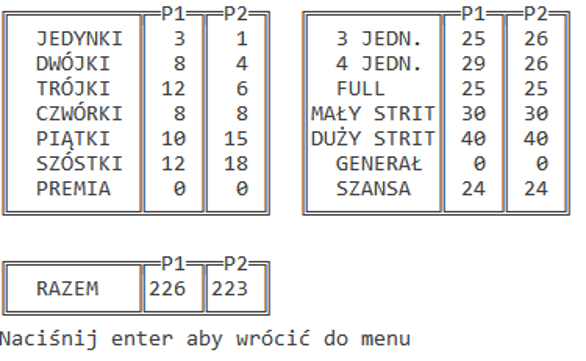 P1 P2
JEDYNKI 3 1
DWÓJKI 8 4
TRÓJKI 12 6
CZWÓRKI 8 8
PIĄTKI 10 15
SZÓSTKI 12 18
PREMIA 0 0
P1 P2
3 JEDN. 25 26
4 JEDN. 29 26
FULL 25 25
MAŁY STRIT 30 30
DUŻY STRIT 40 40
GENERAŁ 0 0
SZANSA 24 24
P1 P2
RAZEM 226 223
Naciśnij enter aby wrócić do menu